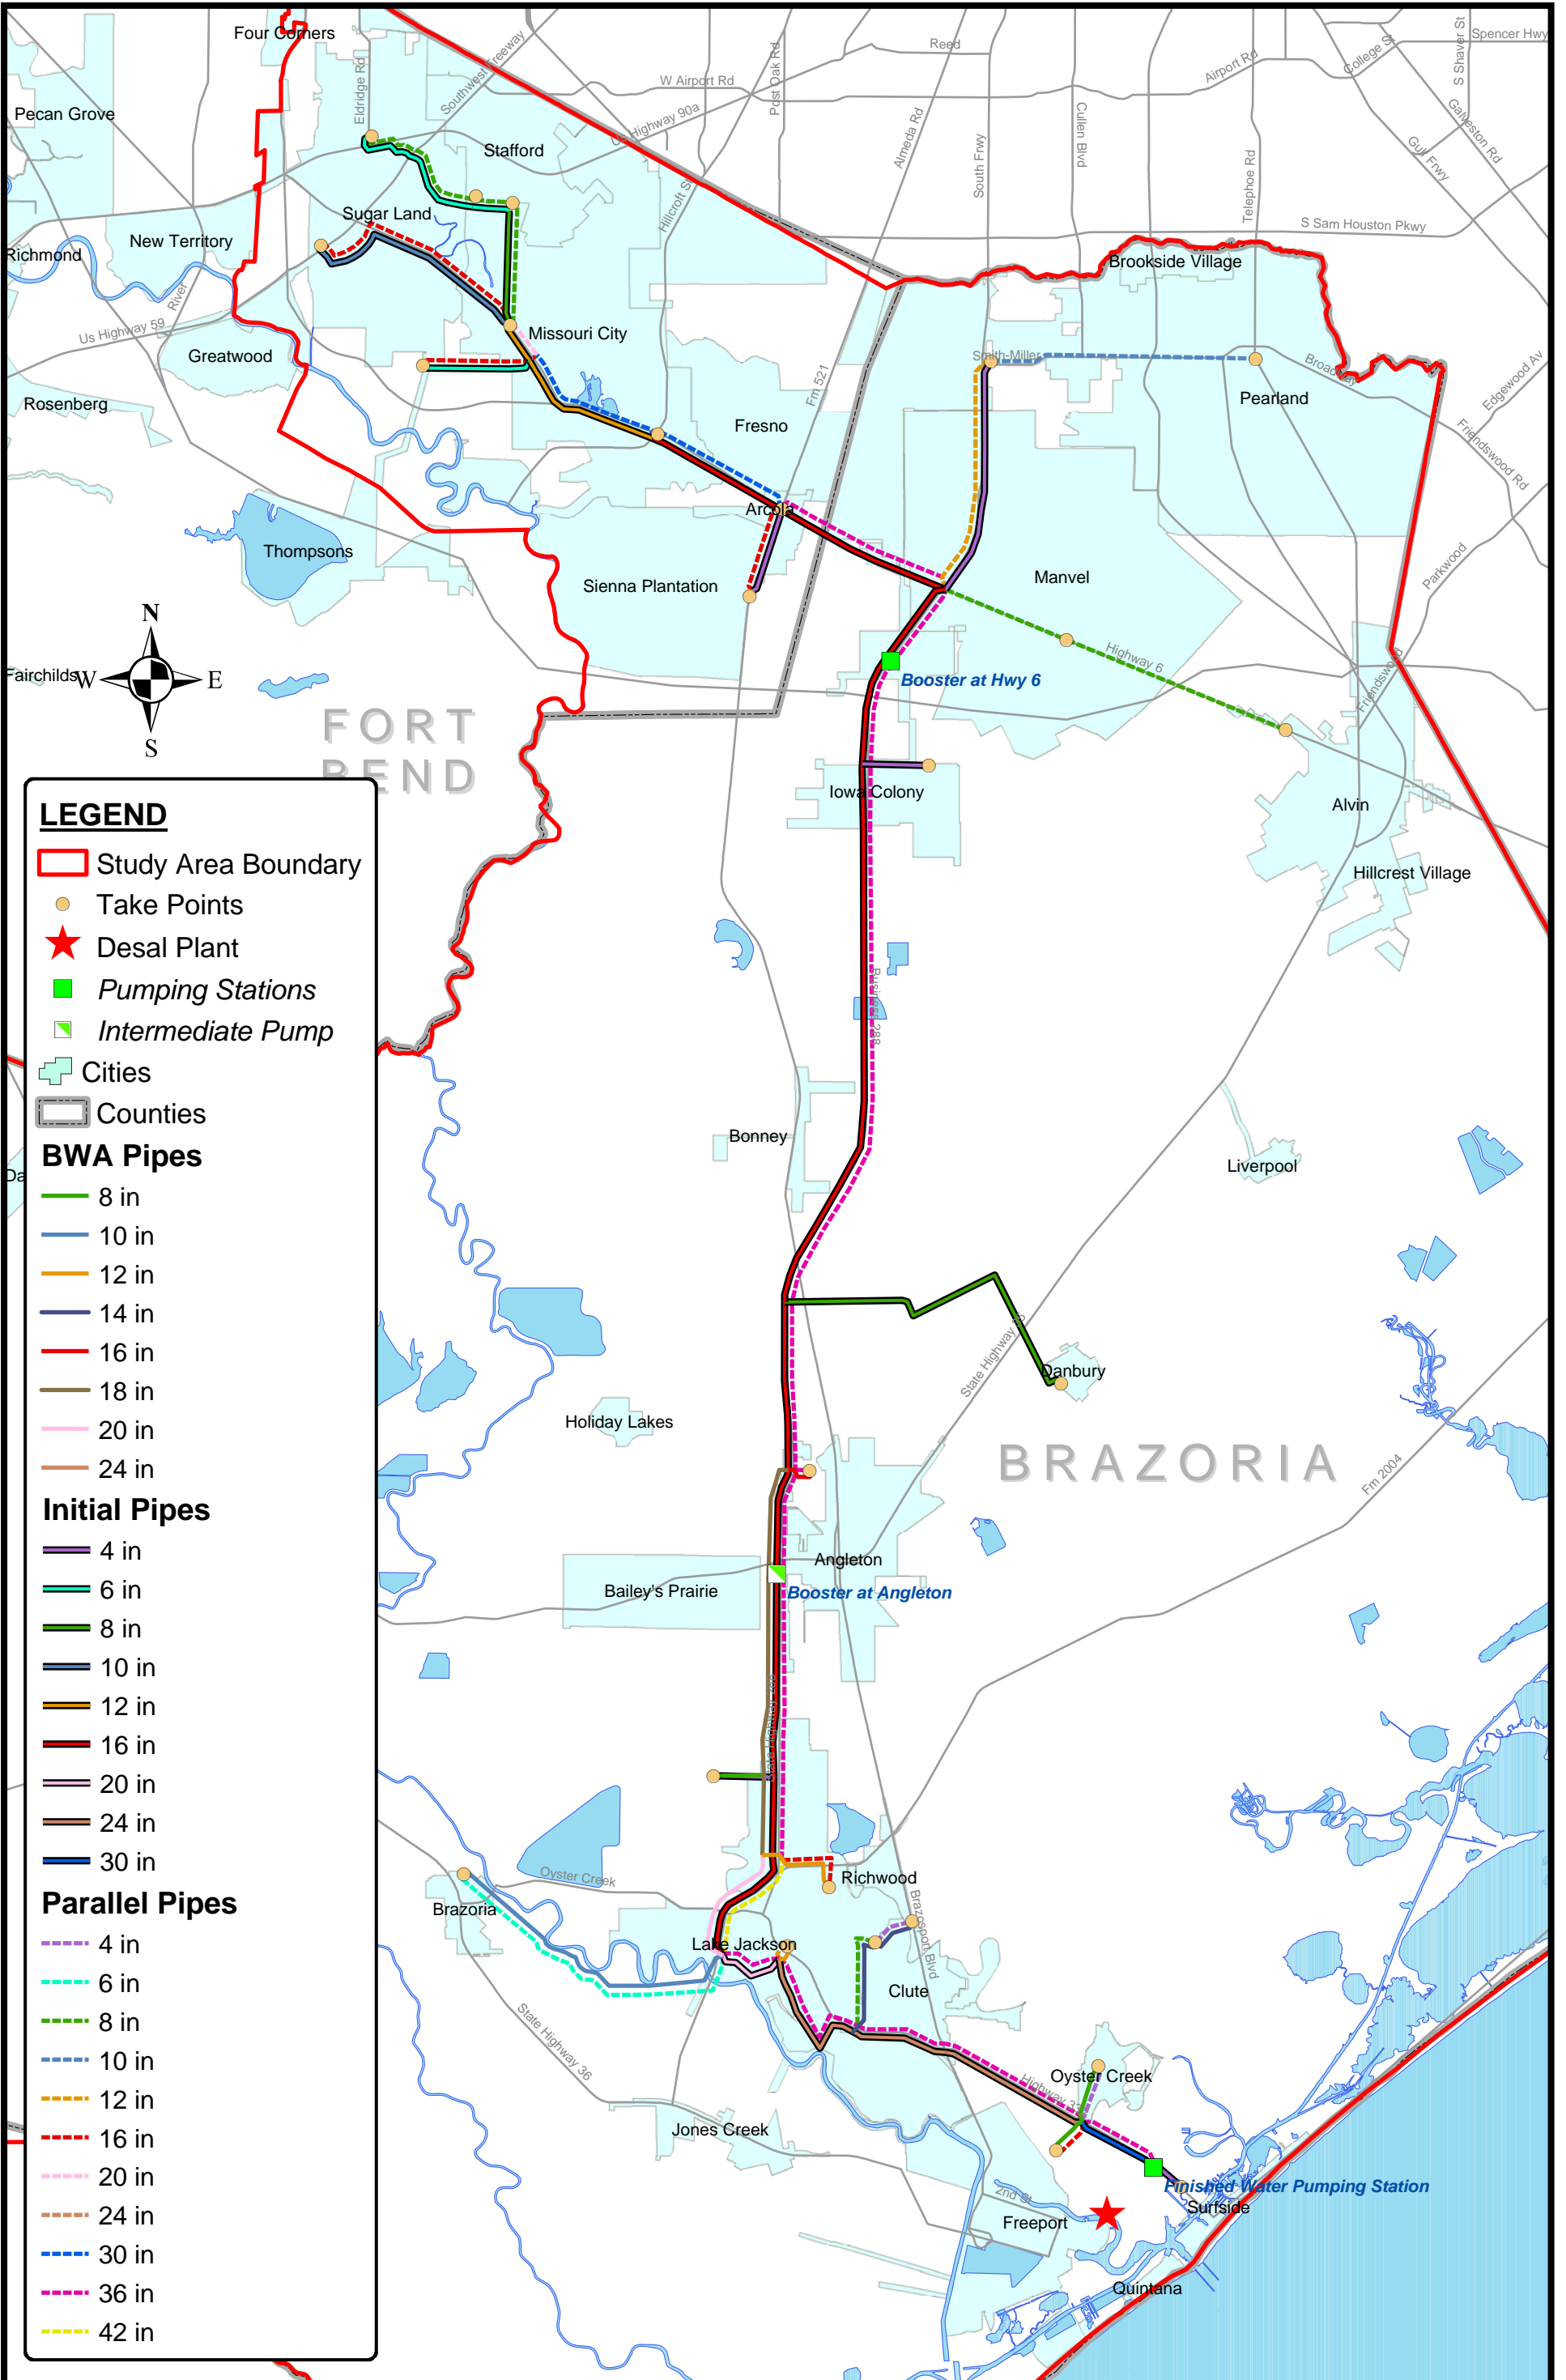 Four Corners
Spencer Hwy
S Shaver St
Reed
College St
Post Oak Rd
Eldridge Rd
Southwest Freeway
W Airport Rd
Airport Rd
Galveston Rd
Pecan Grove
Us Highway 90a
Almeda Rd
Cullen Blvd
Stafford
South Frwy
Gulf Frwy
Telephoe Rd
Hillcroft S
Sugar Land
S Sam Houston Pkwy
New Territory
Richmond
Brookside Village
River
Us Highway 59
Missouri City
Greatwood
Smith-Miller
Broadway
Edgewood Av
Fm 521
Pearland
Rosenberg
Fresno
Friendswood Rd
Arcola
Thompsons
Parkwood
Manvel
Sienna Plantation
N
W
E
S
Fairchilds
Highway 6
Booster at Hwy 6
FORT
BEND
Iowa Colony
Alvin
Hillcrest Village
LEGEND
Study Area Boundary
Take Points
Desal Plant
Pumping Stations
Intermediate Pump
Cities
Counties
BWA Pipes
8 in
10 in
12 in
14 in
16 in
18 in
20 in
24 in
Initial Pipes
4 in
6 in
8 in
10 in
12 in
16 in
20 in
24 in
30 in
Parallel Pipes
4 in
6 in
8 in
10 in
12 in
16 in
20 in
24 in
30 in
36 in
42 in
Da
Business 288
Bonney
Liverpool
State Highway
Danbury
Holiday Lakes
BRAZORIA
Fm 2004
Angleton
Bailey's Prairie
Booster at Angleton
Oyster Creek
Richwood
Brazoria
Brazosport Blvd
Lake Jackson
Clute
State Highway 36
Oyster Creek
Highway
Jones Creek
Finished Water Pumping Station
2nd St
Surfside
Freeport
Quintana